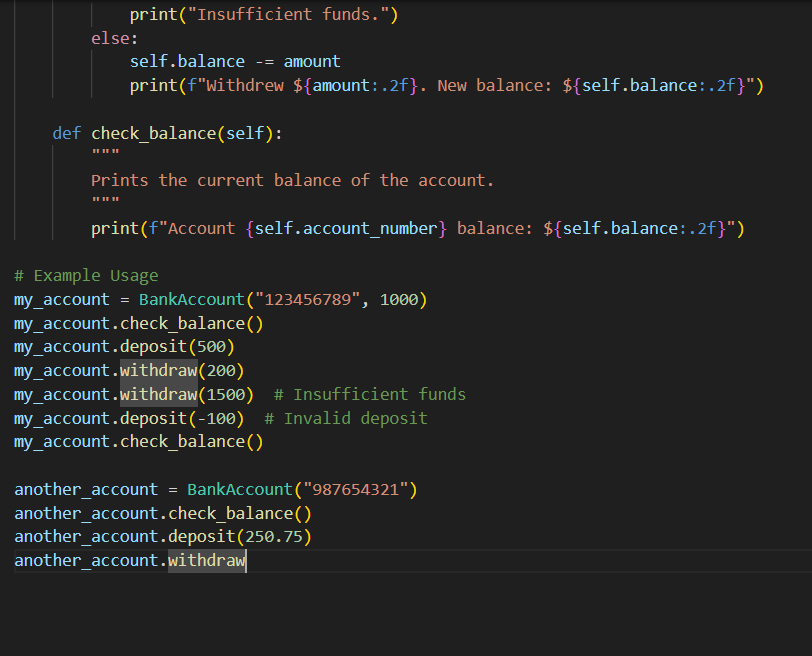 print("Insufficient funds.")
else:
self.balance -= amount
print(f"Withdrew ${amount:.2f}. New balance: ${self.balance:.2f}")
def check_balance(self):
"""
Prints the current balance of the account.
"""
print(f"Account {self.account_number} balance: ${self.balance:.2f}")
# Example Usage
my_account = BankAccount("123456789", 1000)
my_account.check_balance()
my_account.deposit(500)
my_account.withdraw(200)
my_account.withdraw(1500)  # Insufficient funds
my_account.deposit(-100)  # Invalid deposit
my_account.check_balance()
another_account = BankAccount("987654321")
another_account.check_balance()
another_account.deposit(250.75)
another_account.withdraw